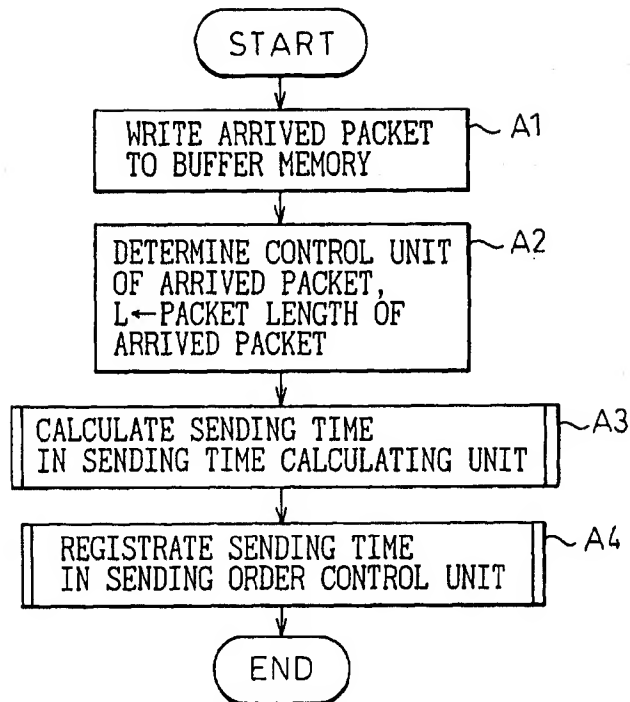 START
WRITE ARRIVED PACKET
TO BUFFER MEMORY
A1
DETERMINE CONTROL UNIT
OF ARRIVED PACKET,
L←PACKET LENGTH OF
ARRIVED PACKET
A2
CALCULATE SENDING TIME
IN SENDING TIME CALCULATING UNIT
A3
REGISTRATE SENDING TIME
IN SENDING ORDER CONTROL UNIT
A4
END